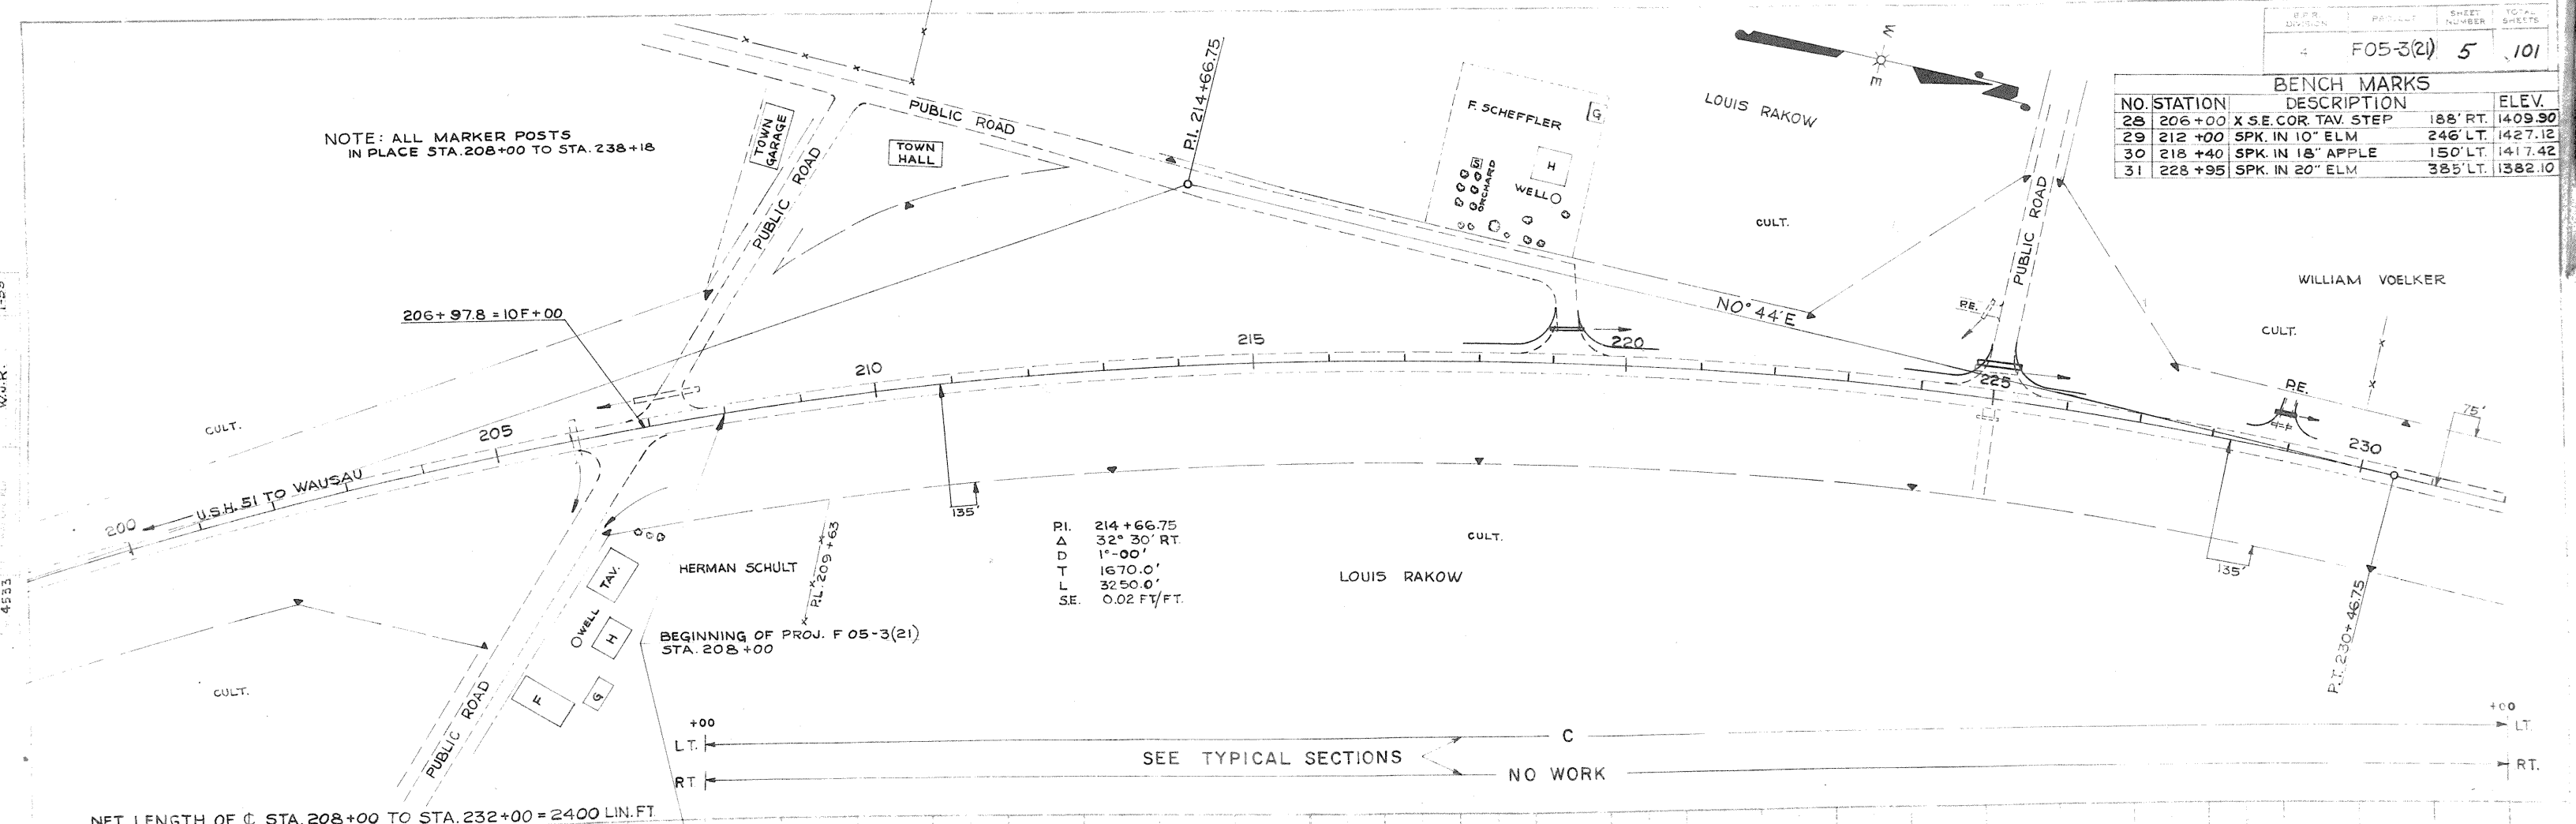 B.P.R. DIVISION PROJECT SHEET NUMBER TOTAL SHEETS
4 F05-3(21) 5 101
BENCH MARKS
NO. STATION DESCRIPTION ELEV.
28 206+00 X S.E. COR. TAV. STEP 188' RT. 1409.90
29 212+00 SPK. IN 10" ELM 246' LT. 1427.12
30 218+40 SPK. IN 18" APPLE 150' LT. 1417.42
31 228+95 SPK. IN 20" ELM 385' LT. 1382.10
NOTE: ALL MARKER POSTS
IN PLACE STA. 208+00 TO STA. 238+18
TOWN
GARAGE
PUBLIC ROAD
PUBLIC ROAD
TOWN
HALL
P.I. 214+66.75
F. SCHEFFLER
G
S
H
ORCHARD
WELL
LOUIS RAKOW
W
E
CULT.
PUBLIC ROAD
WILLIAM VOELKER
CULT.
P.E.
P.E.
N0° 44' E
206+97.8 = 10F+00
200
205
210
215
220
225
230
75'
CULT.
U.S.H. 51 TO WAUSAU
135'
135'
P.I. 214+66.75
Δ 32° 30' RT.
D 1°-00'
T 1670.0'
L 3250.0'
S.E. 0.02 FT/FT.
CULT.
LOUIS RAKOW
HERMAN SCHULT
P.L. 209+63
TAV.
WELL
H
F
G
BEGINNING OF PROJ. F 05-3(21)
STA. 208+00
P.T. 230+46.75
CULT.
PUBLIC ROAD
+00
+00
LT. C LT.
SEE TYPICAL SECTIONS
RT NO WORK RT.
NET LENGTH OF ℄ STA. 208+00 TO STA. 232+00 = 2400 LIN. FT.
W.J.R.
4533